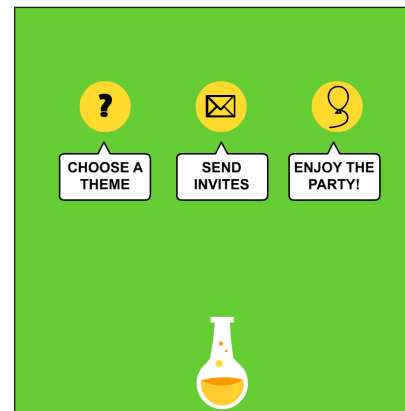 ?
CHOOSE A
THEME
SEND
INVITES
ENJOY THE
PARTY!